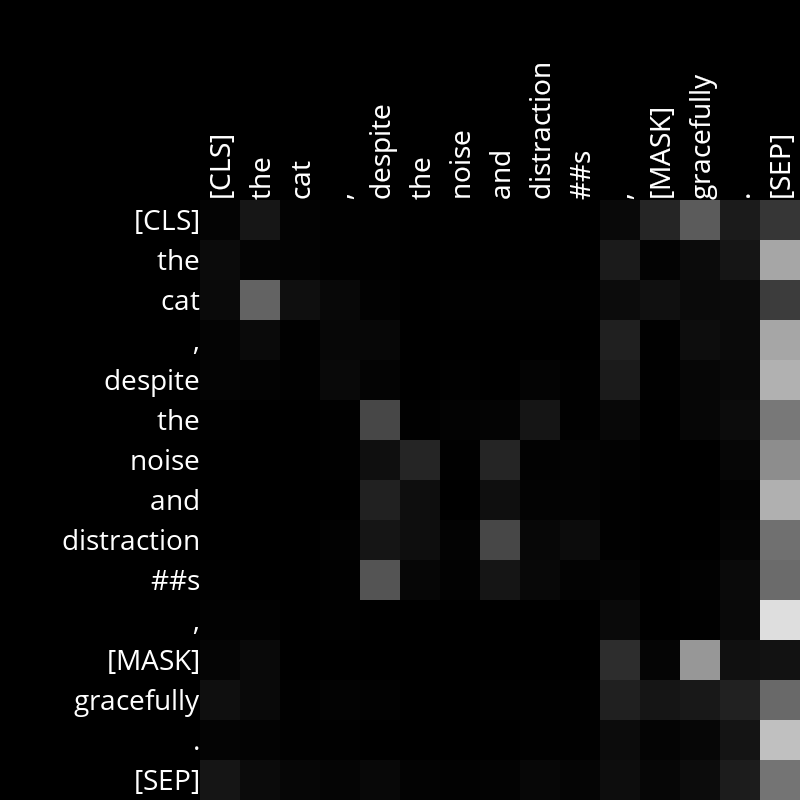 [CLS] the cat , despite the noise and distraction ##s , [MASK] gracefully . [SEP]
[CLS]
the
cat
,
despite
the
noise
and
distraction
##s
,
[MASK]
gracefully
.
[SEP]